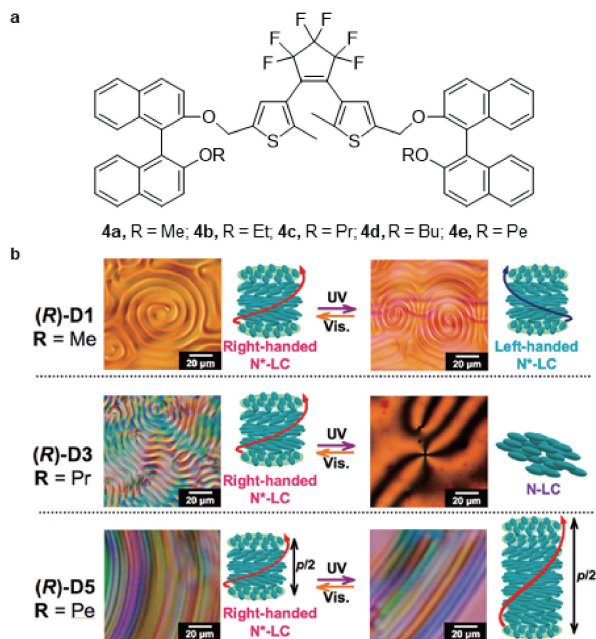 a
F F
F F
F F
O O
S S
OR RO
4a, R = Me; 4b, R = Et; 4c, R = Pr; 4d, R = Bu; 4e, R = Pe
b
(R)-D1
R = Me
20 µm
Right-handed
N*-LC
UV
Vis.
20 µm
Left-handed
N*-LC
(R)-D3
R = Pr
20 µm
Right-handed
N*-LC
UV
Vis.
20 µm
N-LC
(R)-D5
R = Pe
20 µm
p/2
Right-handed
N*-LC
UV
Vis.
20 µm
p/2